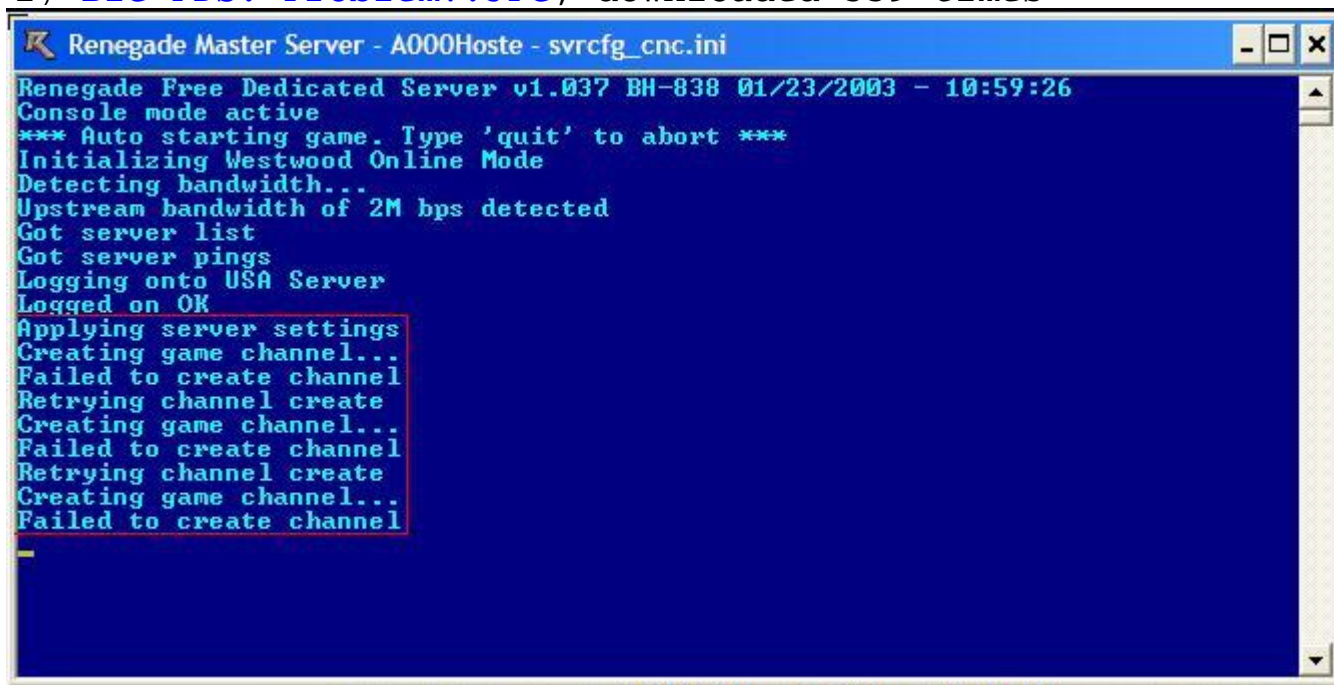 Renegade Master Server - A000Hoste - svrcfg_cnc.ini
Renegade Free Dedicated Server v1.037 BH-838 01/23/2003 - 10:59:26
Console mode active
*** Auto starting game. Type 'quit' to abort ***
Initializing Westwood Online Mode
Detecting bandwidth...
Upstream bandwidth of 2M bps detected
Got server list
Got server pings
Logging onto USA Server
Logged on OK
Applying server settings
Creating game channel...
Failed to create channel
Retrying channel create
Creating game channel...
Failed to create channel
Retrying channel create
Creating game channel...
Failed to create channel